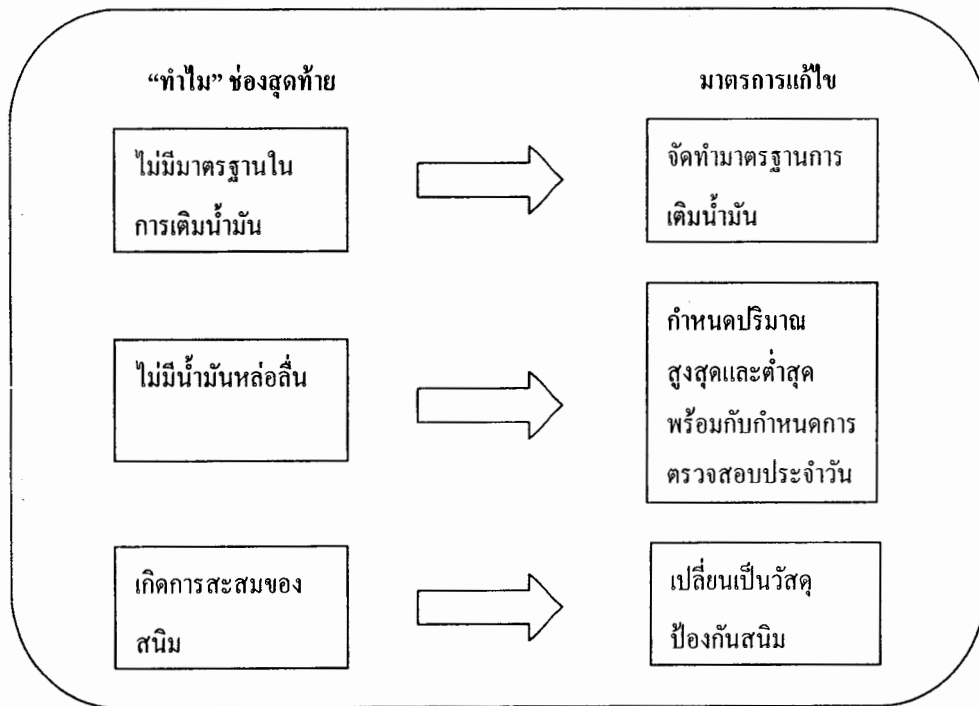 “ทำไม” ช่องสุดท้าย
มาตรการแก้ไข
ไม่มีมาตรฐานใน
การเติมน้ำมัน
จัดทำมาตรฐานการ
เติมน้ำมัน
ไม่มีน้ำมันหล่อลื่น
กำหนดปริมาณ
สูงสุดและต่ำสุด
พร้อมกับกำหนดการ
ตรวจสอบประจำวัน
เกิดการสะสมของ
สนิม
เปลี่ยนเป็นวัสดุ
ป้องกันสนิม